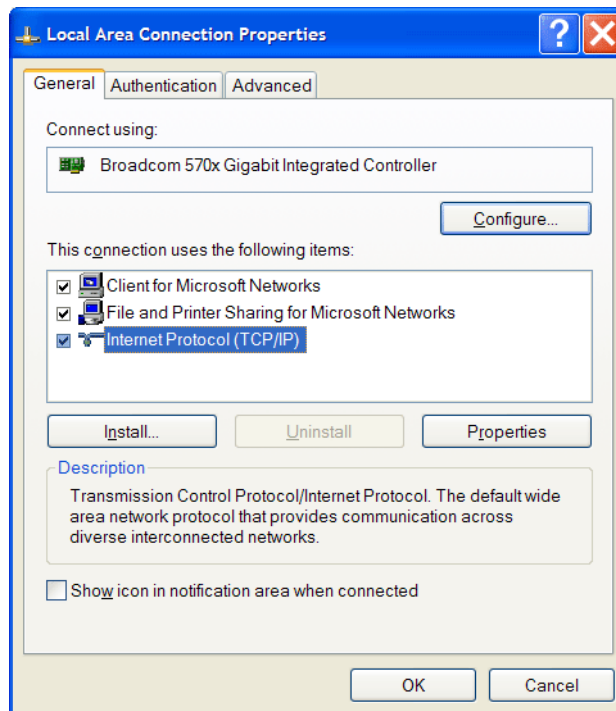 Local Area Connection Properties
?
General Authentication Advanced
Connect using:
Broadcom 570x Gigabit Integrated Controller
Configure...
This connection uses the following items:
Client for Microsoft Networks
File and Printer Sharing for Microsoft Networks
Internet Protocol (TCP/IP)
Install... Uninstall Properties
Description
Transmission Control Protocol/Internet Protocol. The default wide
area network protocol that provides communication across
diverse interconnected networks.
Show icon in notification area when connected
OK Cancel